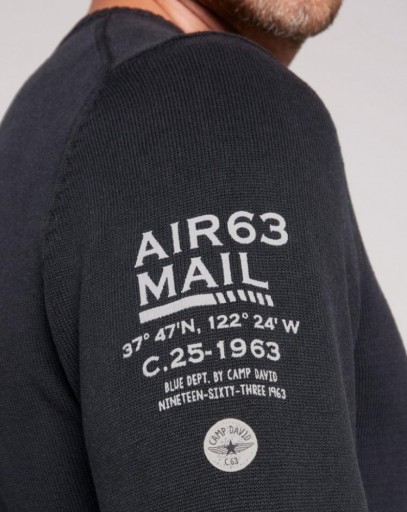 AIR63
MAIL
37° 47'N, 122° 24' W
C.25-1963
BLUE DEPT. BY CAMP DAVID
NINETEEN-SIXTY-THREE 1963
CAMP DAVID
C.63